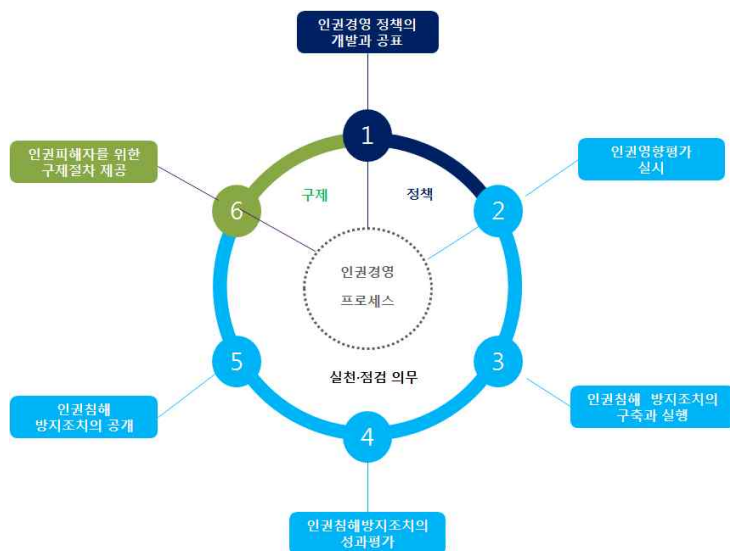 인권경영 정책의
개발과 공표
1
인권피해자를 위한
구제절차 제공
인권영향평가
실시
구제
정책
6
2
인권경영
프로세스
5
3
실천·점검 의무
인권침해
방지조치의 공개
인권침해 방지조치의
구축과 실행
4
인권침해방지조치의
성과평가